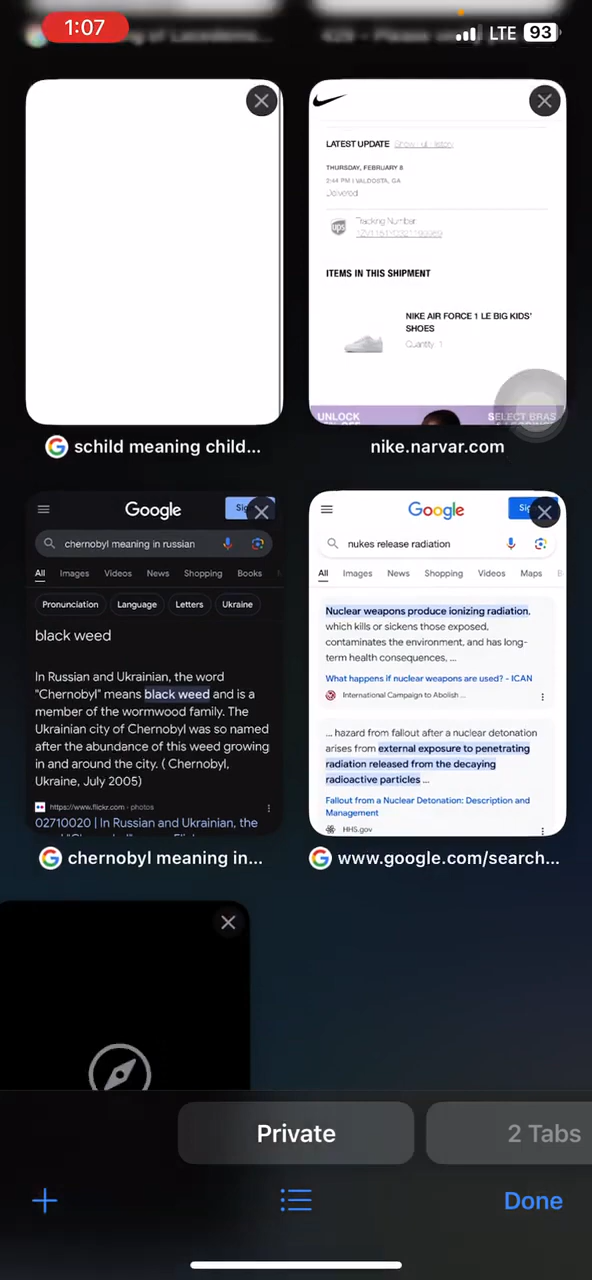 1:07
LTE 93
LATEST UPDATE
THURSDAY, FEBRUARY 8
2:44 PM | VALDOSTA, GA
Delivered
ups
Tracking Number:
ITEMS IN THIS SHIPMENT
NIKE AIR FORCE 1 LE BIG KIDS'
SHOES
Quantity: 1
UNLOCK
SELECT BRAS
schild meaning child...
nike.narvar.com
Google
chernobyl meaning in russian
All Images Videos News Shopping Books
Pronunciation Language Letters Ukraine
black weed
In Russian and Ukrainian, the word
"Chernobyl" means black weed and is a
member of the wormwood family. The
Ukrainian city of Chernobyl was so named
after the abundance of this weed growing
in and around the city. ( Chernobyl,
Ukraine, July 2005)
https://www.flickr.com › photos
02710020 | In Russian and Ukrainian, the
chernobyl meaning in...
Google
nukes release radiation
All Images News Shopping Videos Maps
Nuclear weapons produce ionizing radiation,
which kills or sickens those exposed,
contaminates the environment, and has long-
term health consequences, ...
What happens if nuclear weapons are used? - ICAN
International Campaign to Abolish ...
... hazard from fallout after a nuclear detonation
arises from external exposure to penetrating
radiation released from the decaying
radioactive particles ...
Fallout from a Nuclear Detonation: Description and
Management
HHS.gov
www.google.com/search...
Private
2 Tabs
Done